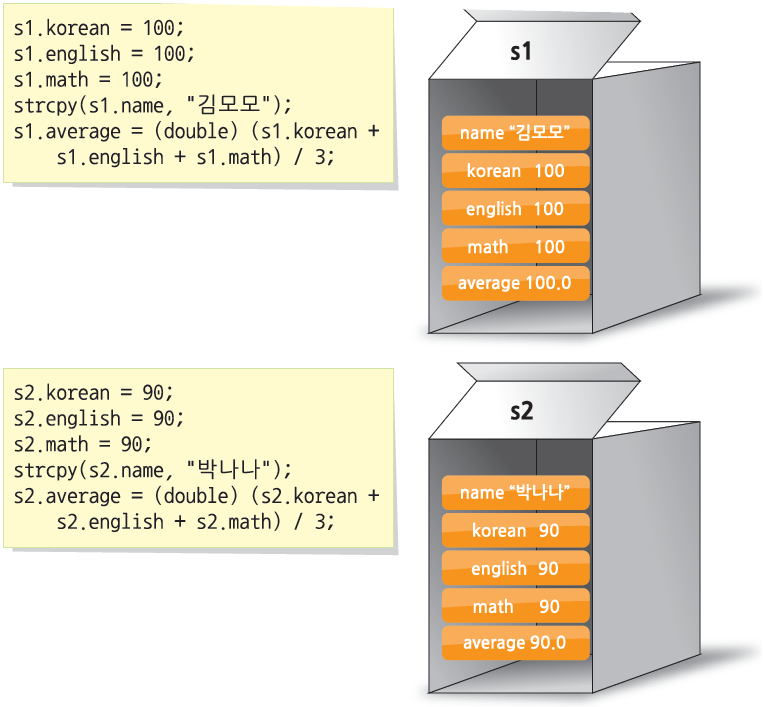 s1.korean = 100;
s1.english = 100;
s1.math = 100;
strcpy(s1.name, "김모모");
s1.average = (double) (s1.korean +
s1.english + s1.math) / 3;
s1
name “김모모”
korean 100
english 100
math 100
average 100.0
s2.korean = 90;
s2.english = 90;
s2.math = 90;
strcpy(s2.name, "박나나");
s2.average = (double) (s2.korean +
s2.english + s2.math) / 3;
s2
name “박나나”
korean 90
english 90
math 90
average 90.0